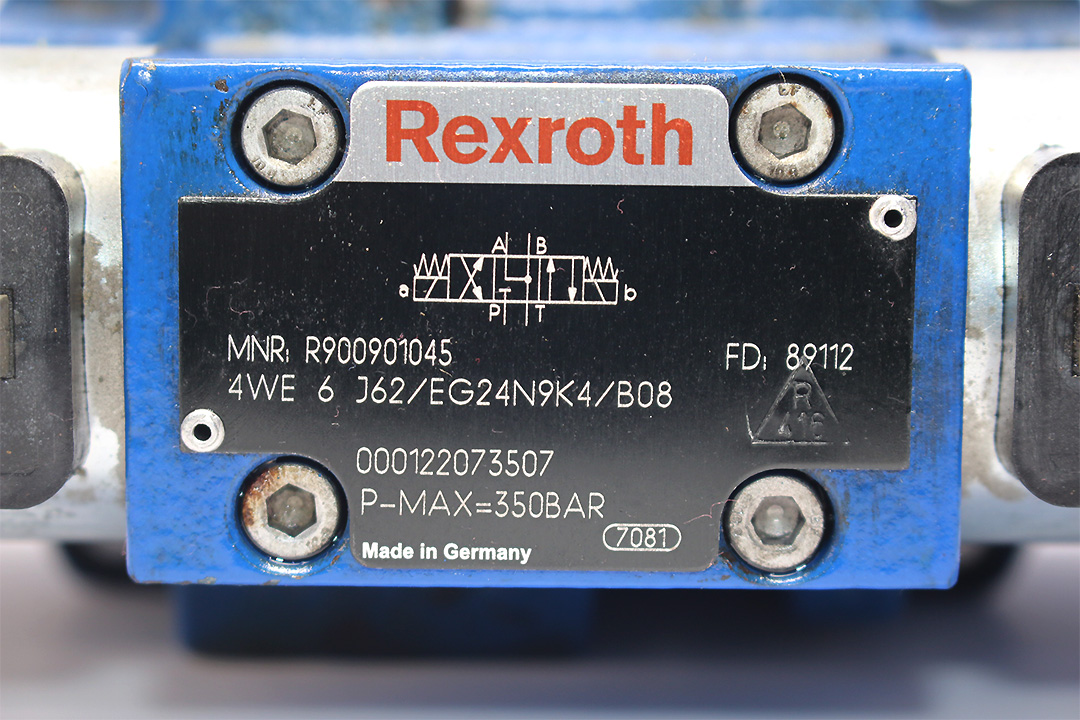 Rexroth
A B
a b
P T
MNR: R900901045
FD: 89112
4WE 6 J62/EG24N9K4/B08
R
000122073507
P-MAX=350BAR
7081
Made in Germany